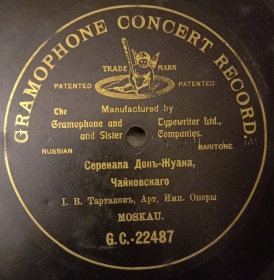 GRAMOPHONE CONCERT RECORD.
TRADE MARK
PATENTED PATENTED
Manufactured by
The Gramophone and Typewriter Ltd.,
and Sister Companies.
RUSSIAN BARITONE
Серенада Донъ-Жуана,
Чайковскаго
І. В. Тартаковъ, Арт. Имп. Оперы
MOSKAU.
G.C.-22487